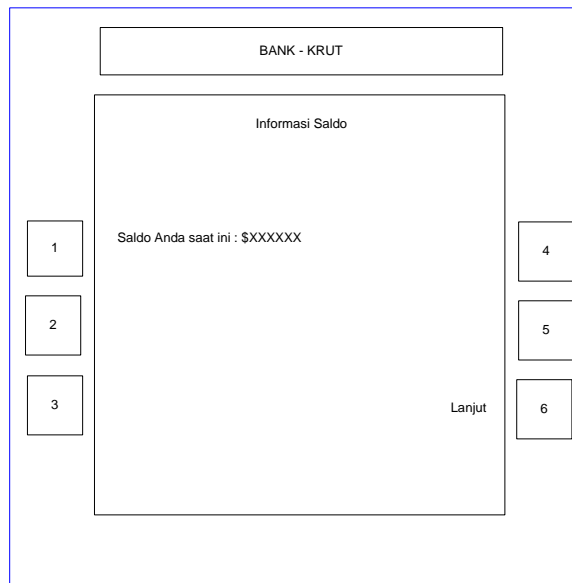 BANK - KRUT
Informasi Saldo
1
Saldo Anda saat ini : $XXXXXX
4
2
5
3
Lanjut
6